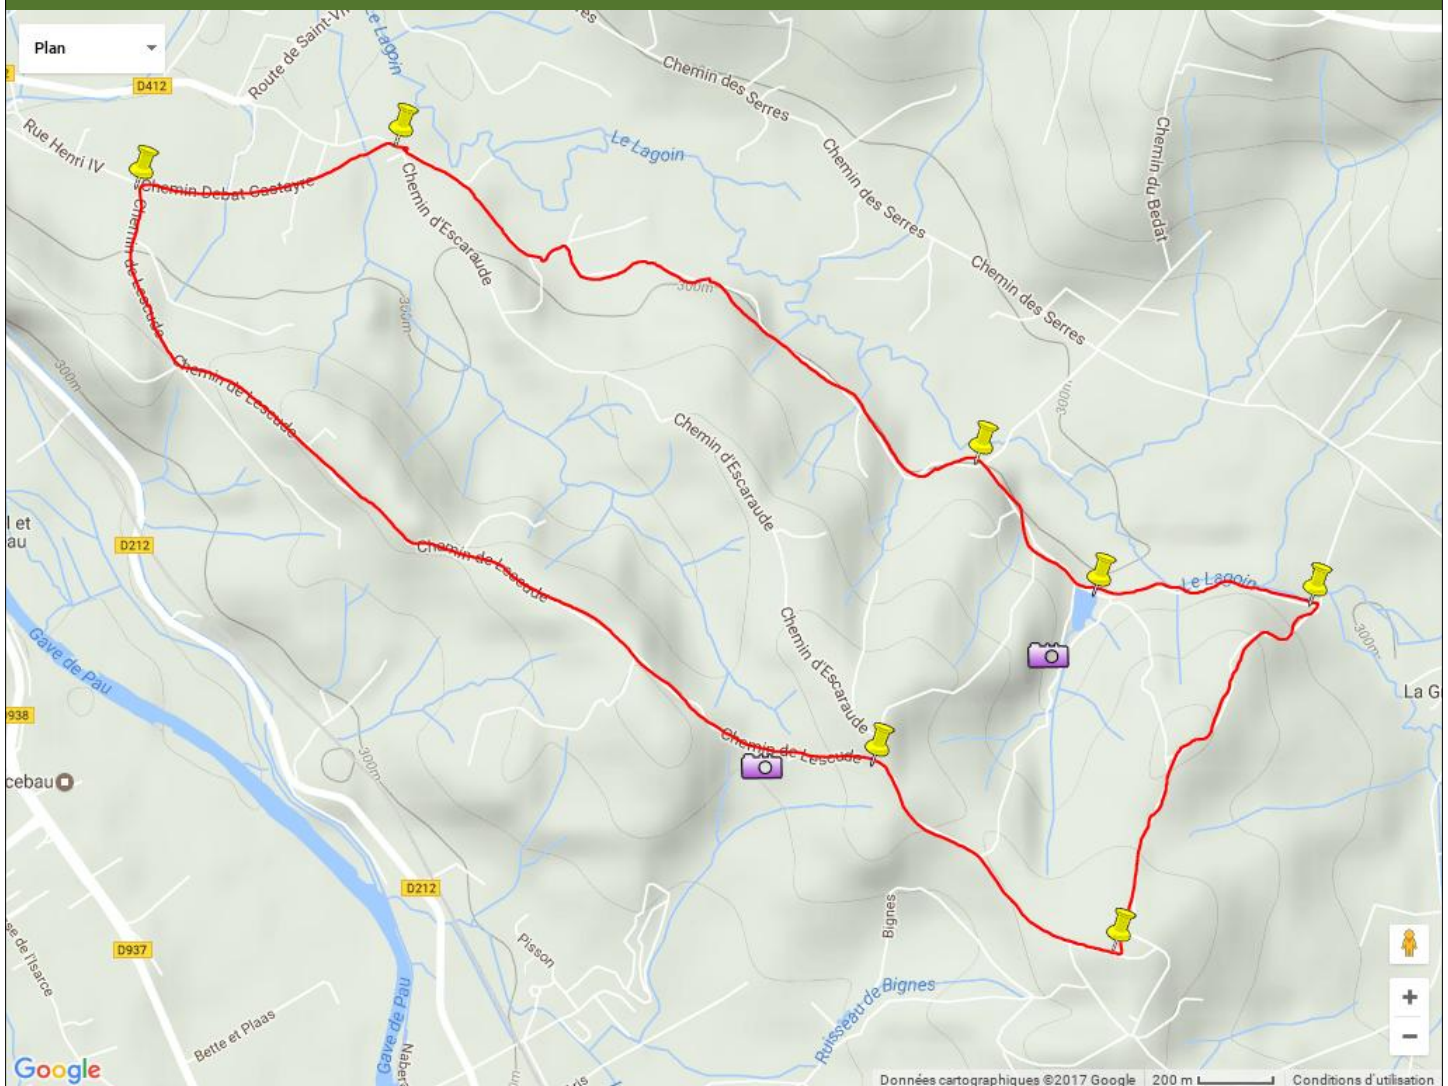 Plan
D412
Route de Saint-Vi
Le Lagoin
Chemin des Serres
Rue Henri IV
Le Lagoin
Chemin des Serres
Chemin du Bedat
Chemin Debat Castayre
Chemin d'Escaraude
Chemin de Lescude
Chemin des Serres
300m
300m
300m
Chemin de Lescude
300m
Chemin d'Escaraude
l et
au
D212
Chemin de Lescude
Le Lagoin
Gave de Pau
Chemin d'Escaraude
300m
La G
938
Chemin de Lescude
300m
cebau
D212
Bignes
Pisson
D937
se de l'Isarce
Ruisseau de Bignes
Gave de Pau
Bette et Plaas
Google
Données cartographiques ©2017 Google
200 m
Conditions d'utilisation